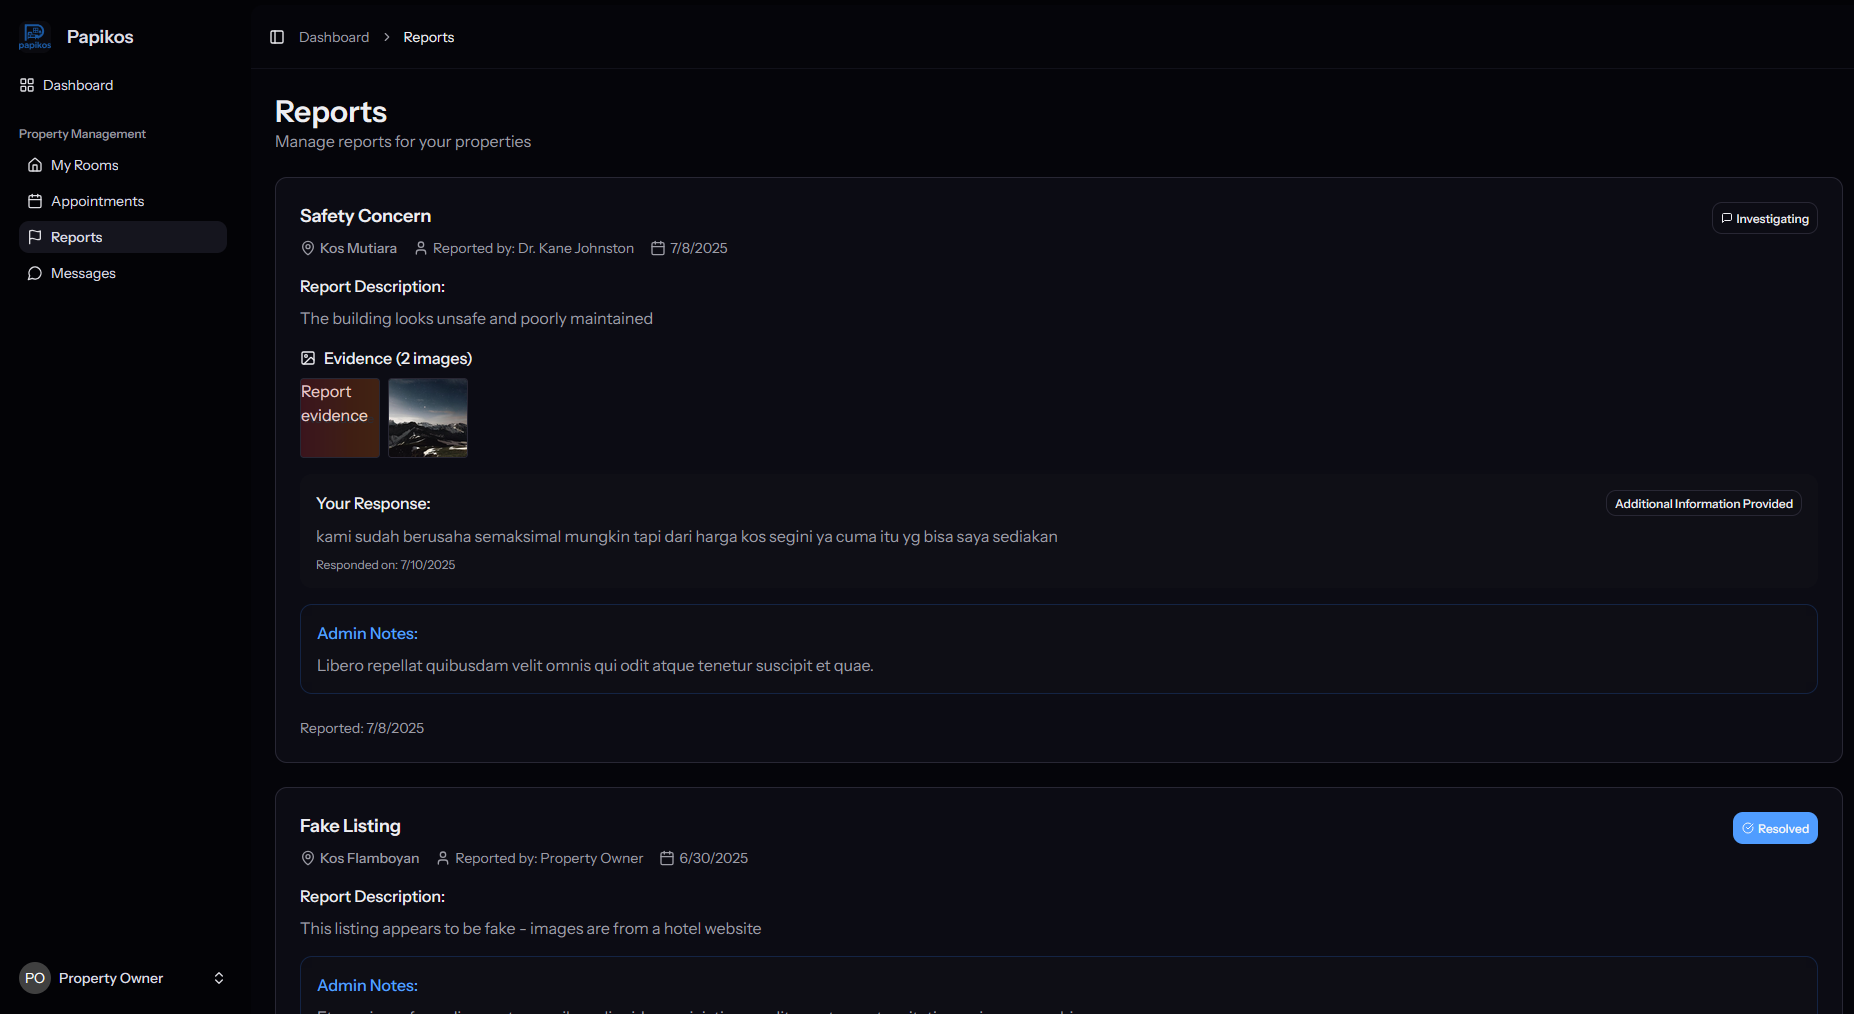 papikos
Papikos
Dashboard
Property Management
My Rooms
Appointments
Reports
Messages
PO
Property Owner
Dashboard > Reports
Reports
Manage reports for your properties
Safety Concern
Investigating
Kos Mutiara Reported by: Dr. Kane Johnston 7/8/2025
Report Description:
The building looks unsafe and poorly maintained
Evidence (2 images)
Report
evidence
Your Response:
Additional Information Provided
kami sudah berusaha semaksimal mungkin tapi dari harga kos segini ya cuma itu yg bisa saya sediakan
Responded on: 7/10/2025
Admin Notes:
Libero repellat quibusdam velit omnis qui odit atque tenetur suscipit et quae.
Reported: 7/8/2025
Fake Listing
Resolved
Kos Flamboyan Reported by: Property Owner 6/30/2025
Report Description:
This listing appears to be fake - images are from a hotel website
Admin Notes: